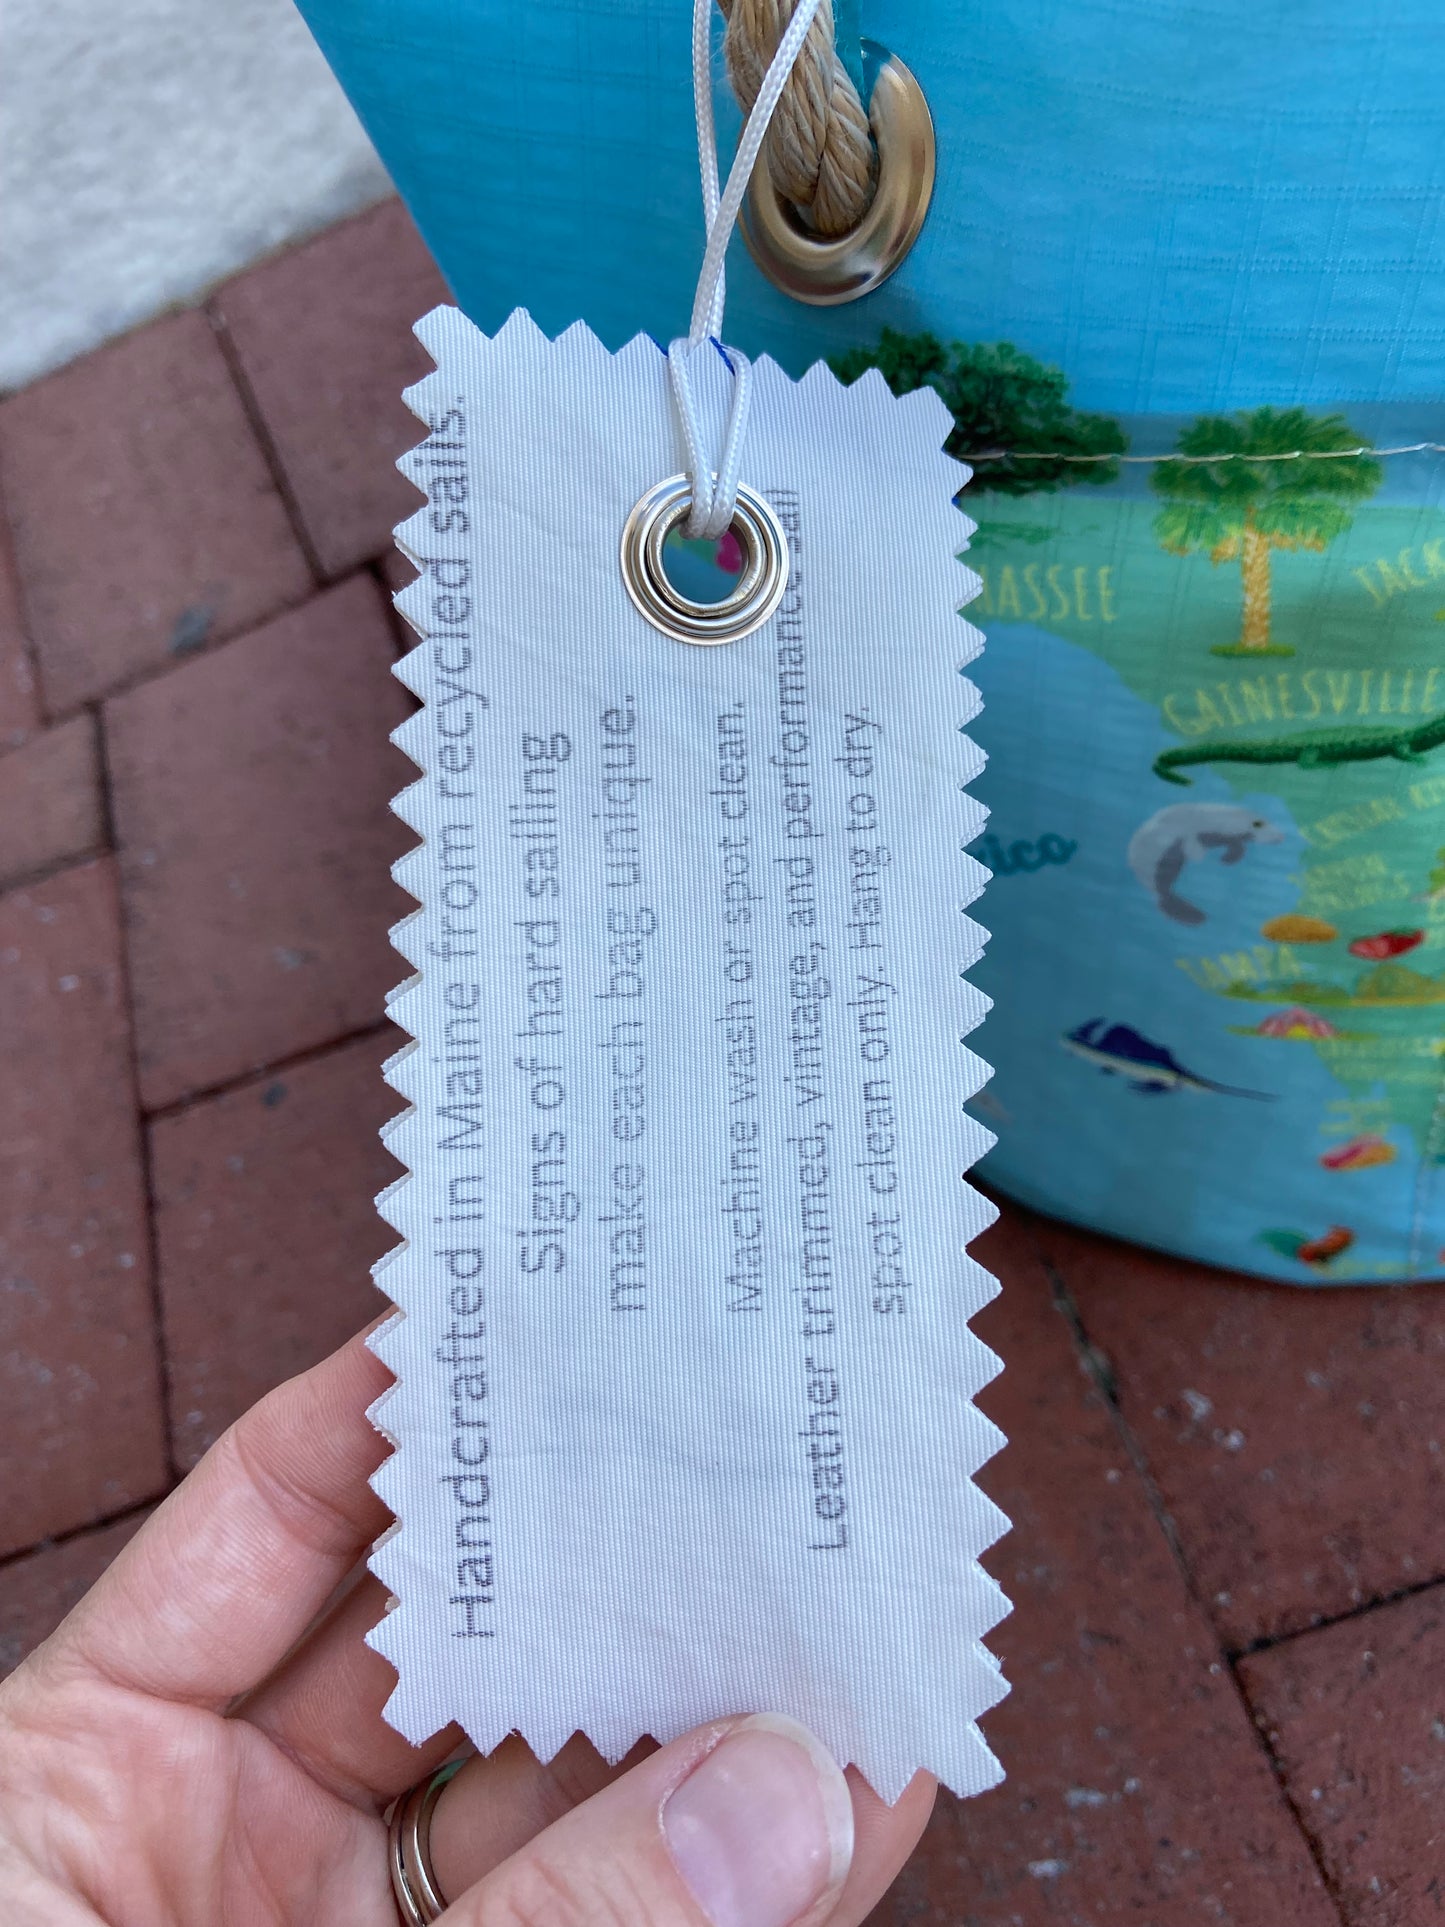 Handcrafted in Maine from recycled sails.
Signs of hard sailing
make each bag unique.
Machine wash or spot clean.
Leather trimmed, vintage, and performance sail
spot clean only. Hang to dry.
GAINESVILLE
TAMPA